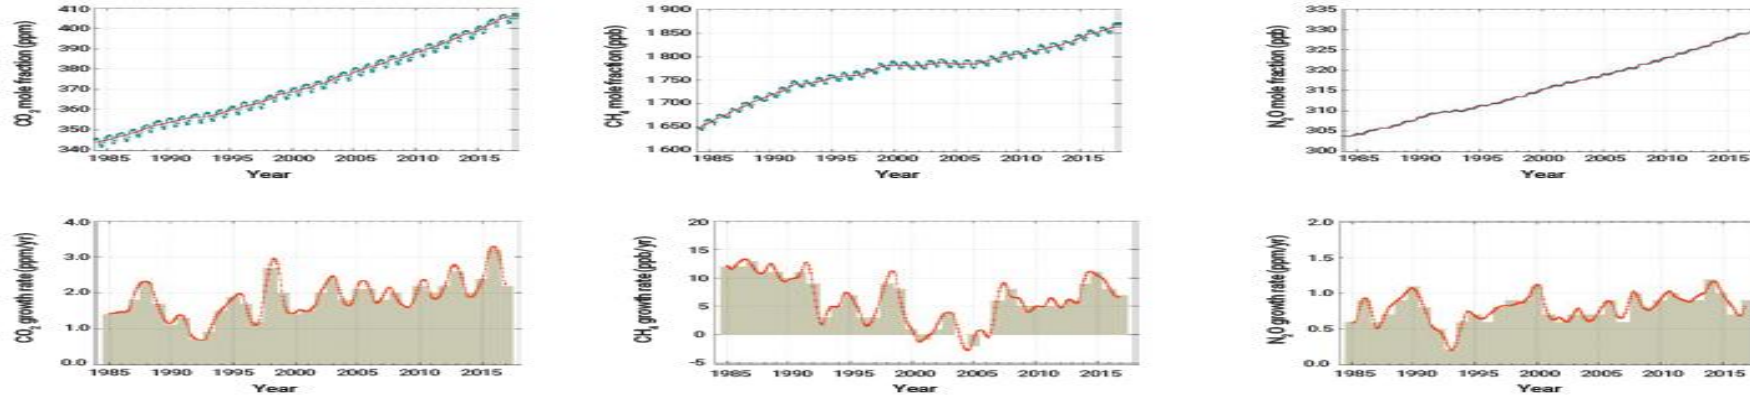 CO₂ mole fraction (ppm)
410
400
390
380
370
360
350
340
1985 1990 1995 2000 2005 2010 2015
Year
CH₄ mole fraction (ppb)
1 900
1 850
1 800
1 750
1 700
1 650
1 600
1985 1990 1995 2000 2005 2010 2015
Year
N₂O mole fraction (ppb)
335
330
325
320
315
310
305
300
1985 1990 1995 2000 2005 2010 2015
Year
CO₂ growth rate (ppm/yr)
4.0
3.0
2.0
1.0
0.0
1985 1990 1995 2000 2005 2010 2015
Year
CH₄ growth rate (ppb/yr)
20
15
10
5
0
-5
1985 1990 1995 2000 2005 2010 2015
Year
N₂O growth rate (ppm/yr)
2.0
1.5
1.0
0.5
0.0
1985 1990 1995 2000 2005 2010 2015
Year